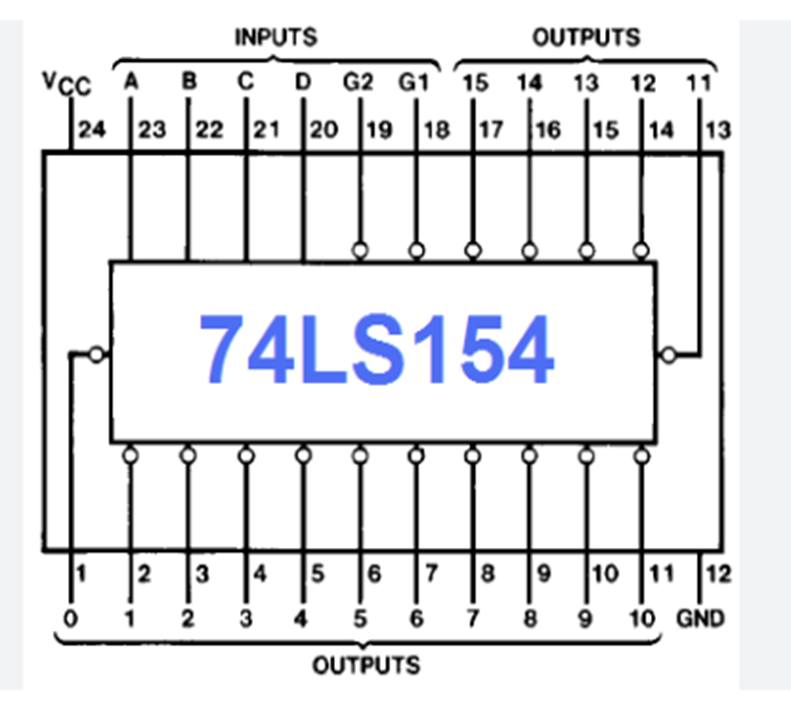 INPUTS OUTPUTS
VCC A B C D G2 G1 15 14 13 12 11
24 23 22 21 20 19 18 17 16 15 14 13
74LS154
1 2 3 4 5 6 7 8 9 10 11 12
0 1 2 3 4 5 6 7 8 9 10 GND
OUTPUTS